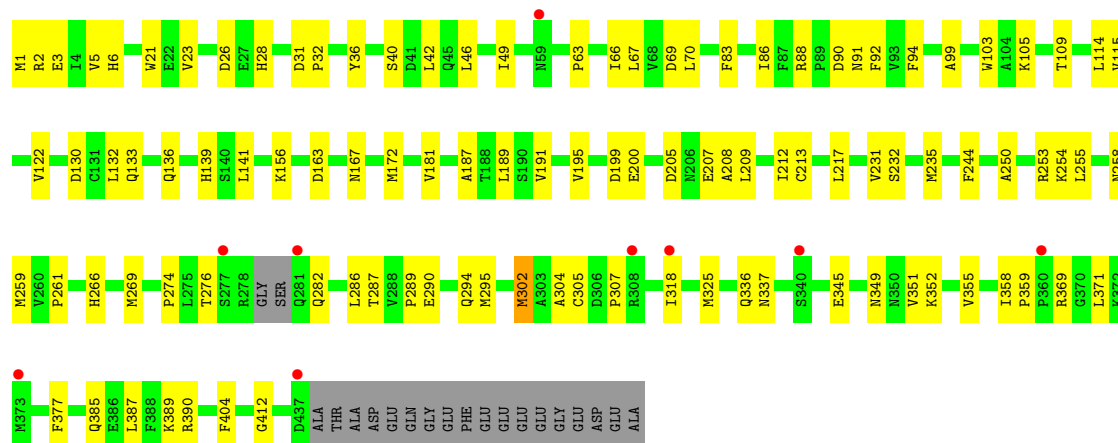 M1 R2 E3 I4 V5 H6 W21 E22 V23 D26 E27 H28 D31 P32 Y36 S40 D41 L42 Q45 L46 I49 N59 P63 I66 L67 V68 D69 L70 F83 I86 F87 R88 P89 D90 N91 F92 V93 F94 A99 W103 A104 K105 T109 L114 V115
V122 D130 C131 L132 Q133 Q136 H139 S140 L141 K156 D163 N167 M172 V181 A187 T188 L189 S190 V191 V195 D199 E200 D205 N206 E207 A208 L209 I212 C213 L217 V231 S232 M235 F244 A250 R253 K254 L255 N258
M259 V260 P261 H266 M269 P274 L275 T276 S277 R278 GLY SER Q281 Q282 L286 T287 V288 P289 E290 Q294 M295 M302 A303 A304 C305 D306 P307 R308 I318 M325 Q336 N337 S340 E345 N349 N350 V351 K352 V355 I358 P359 P360 R369 G370 L371 K372
M373 F377 Q385 E386 L387 F388 K389 R390 F404 G412 D437 ALA THR ALA ASP GLU GLN GLY GLU PHE GLU GLU GLU GLU GLY GLU ASP GLU ALA